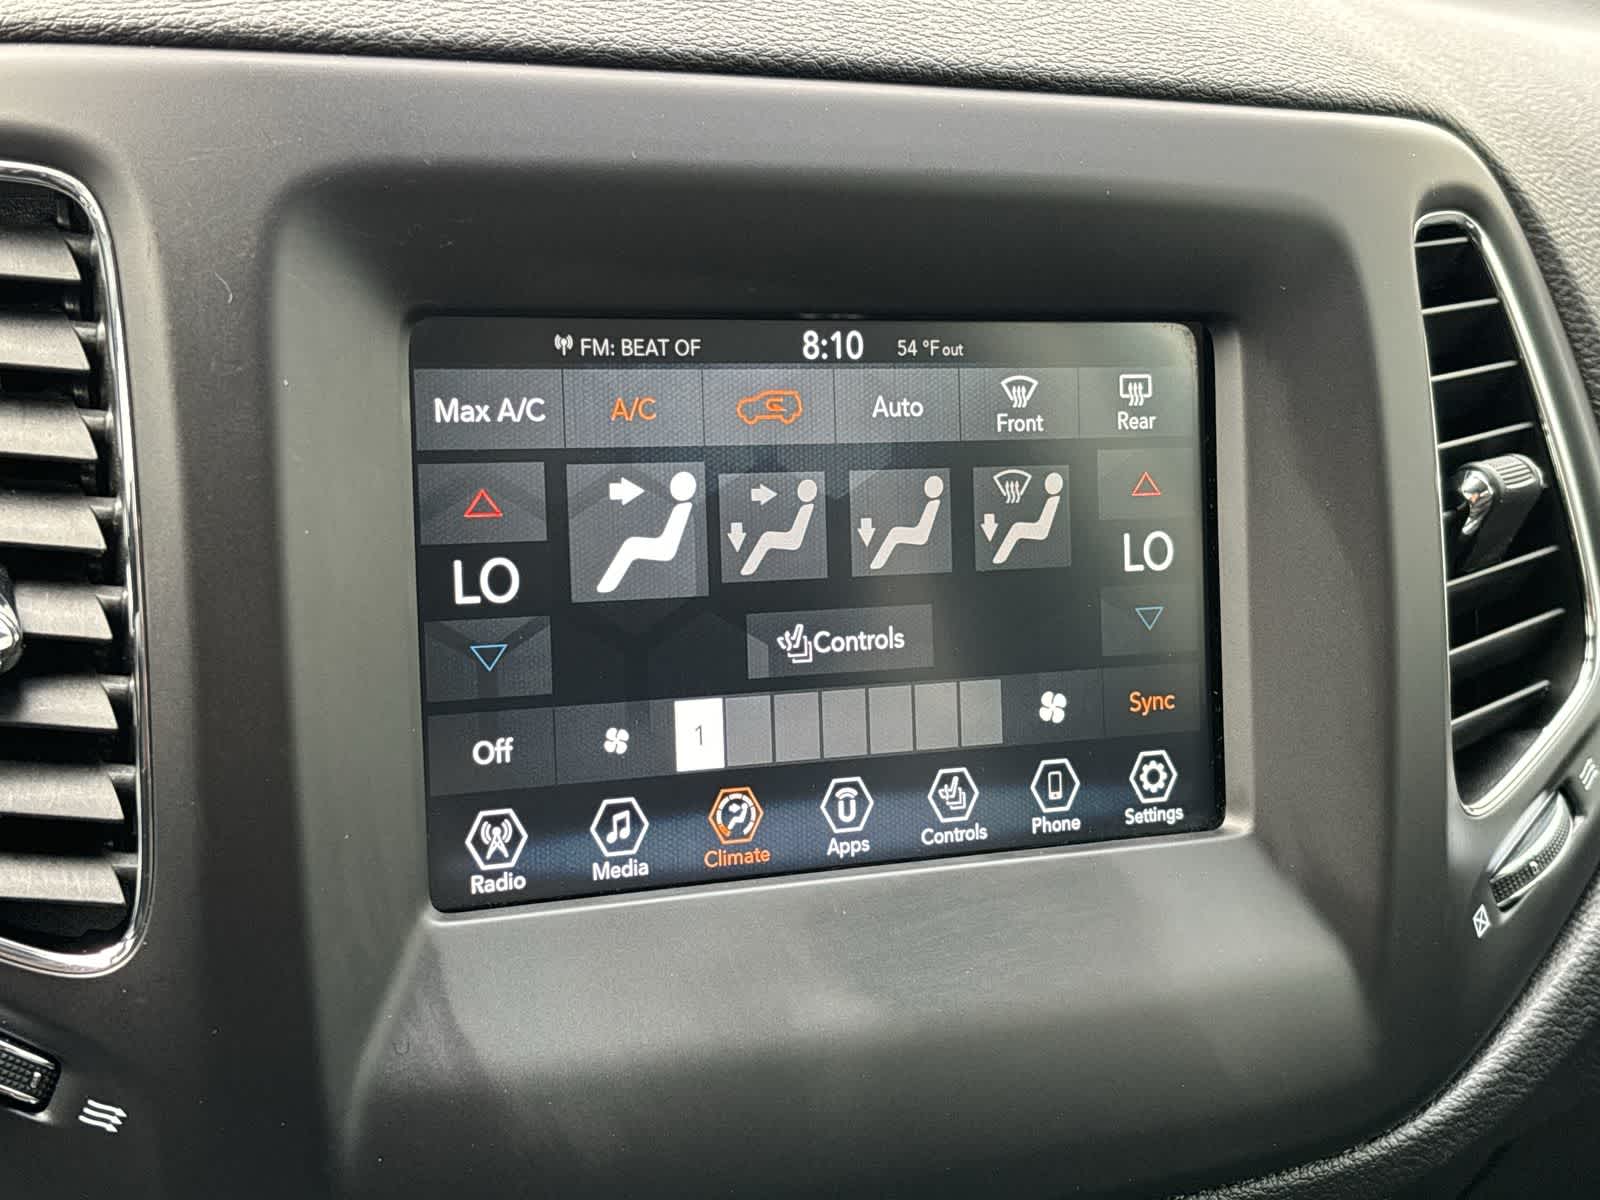 FM: BEAT OF 8:10 54 °F out
Max A/C A/C Auto Front Rear
LO LO
Controls
Off 1 Sync
Radio Media Climate Apps Controls Phone Settings